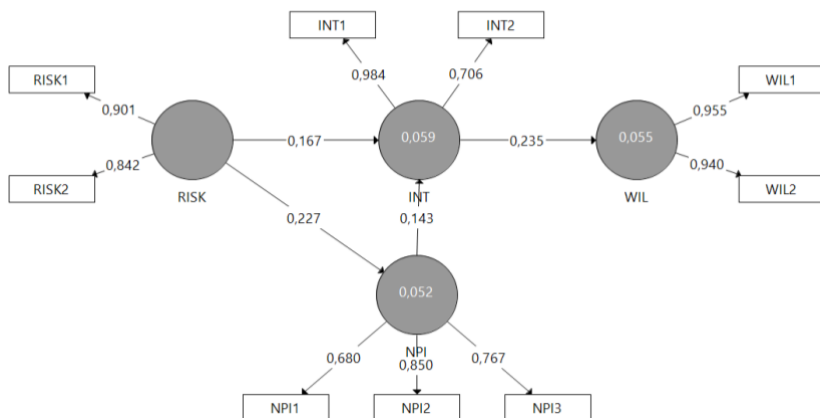 INT1
INT2
RISK1
WIL1
0,984
0,706
0,901
0,955
0,167
0,059
0,235
0,055
0,842
0,940
RISK2
WIL2
RISK
INT
WIL
0,227
0,143
0,052
NPI
0,680
0,850
0,767
NPI1
NPI2
NPI3